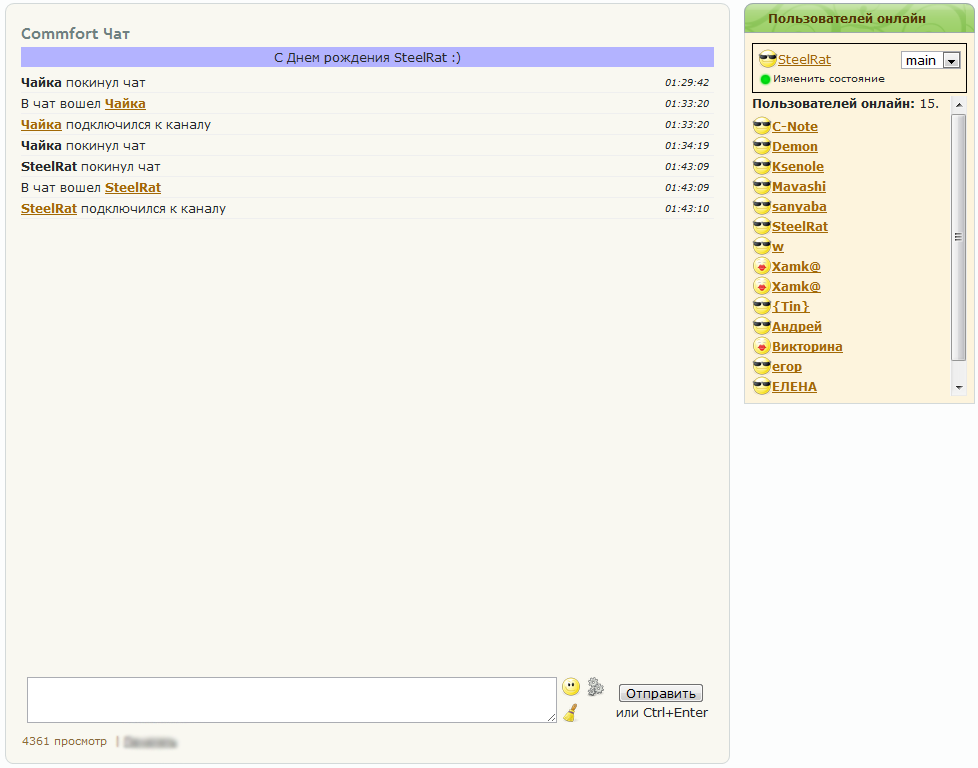 Commfort Чат
С Днем рождения SteelRat :)
Чайка покинул чат 01:29:42
В чат вошел Чайка 01:33:20
Чайка подключился к каналу 01:33:20
Чайка покинул чат 01:34:19
SteelRat покинул чат 01:43:09
В чат вошел SteelRat 01:43:09
SteelRat подключился к каналу 01:43:10
Отправить
или Ctrl+Enter
4361 просмотр |
Пользователей онлайн
SteelRat main
Изменить состояние
Пользователей онлайн: 15.
C-Note
Demon
Ksenole
Mavashi
sanyaba
SteelRat
w
Xamk@
Xamk@
{Tin}
Андрей
Викторина
егор
ЕЛЕНА